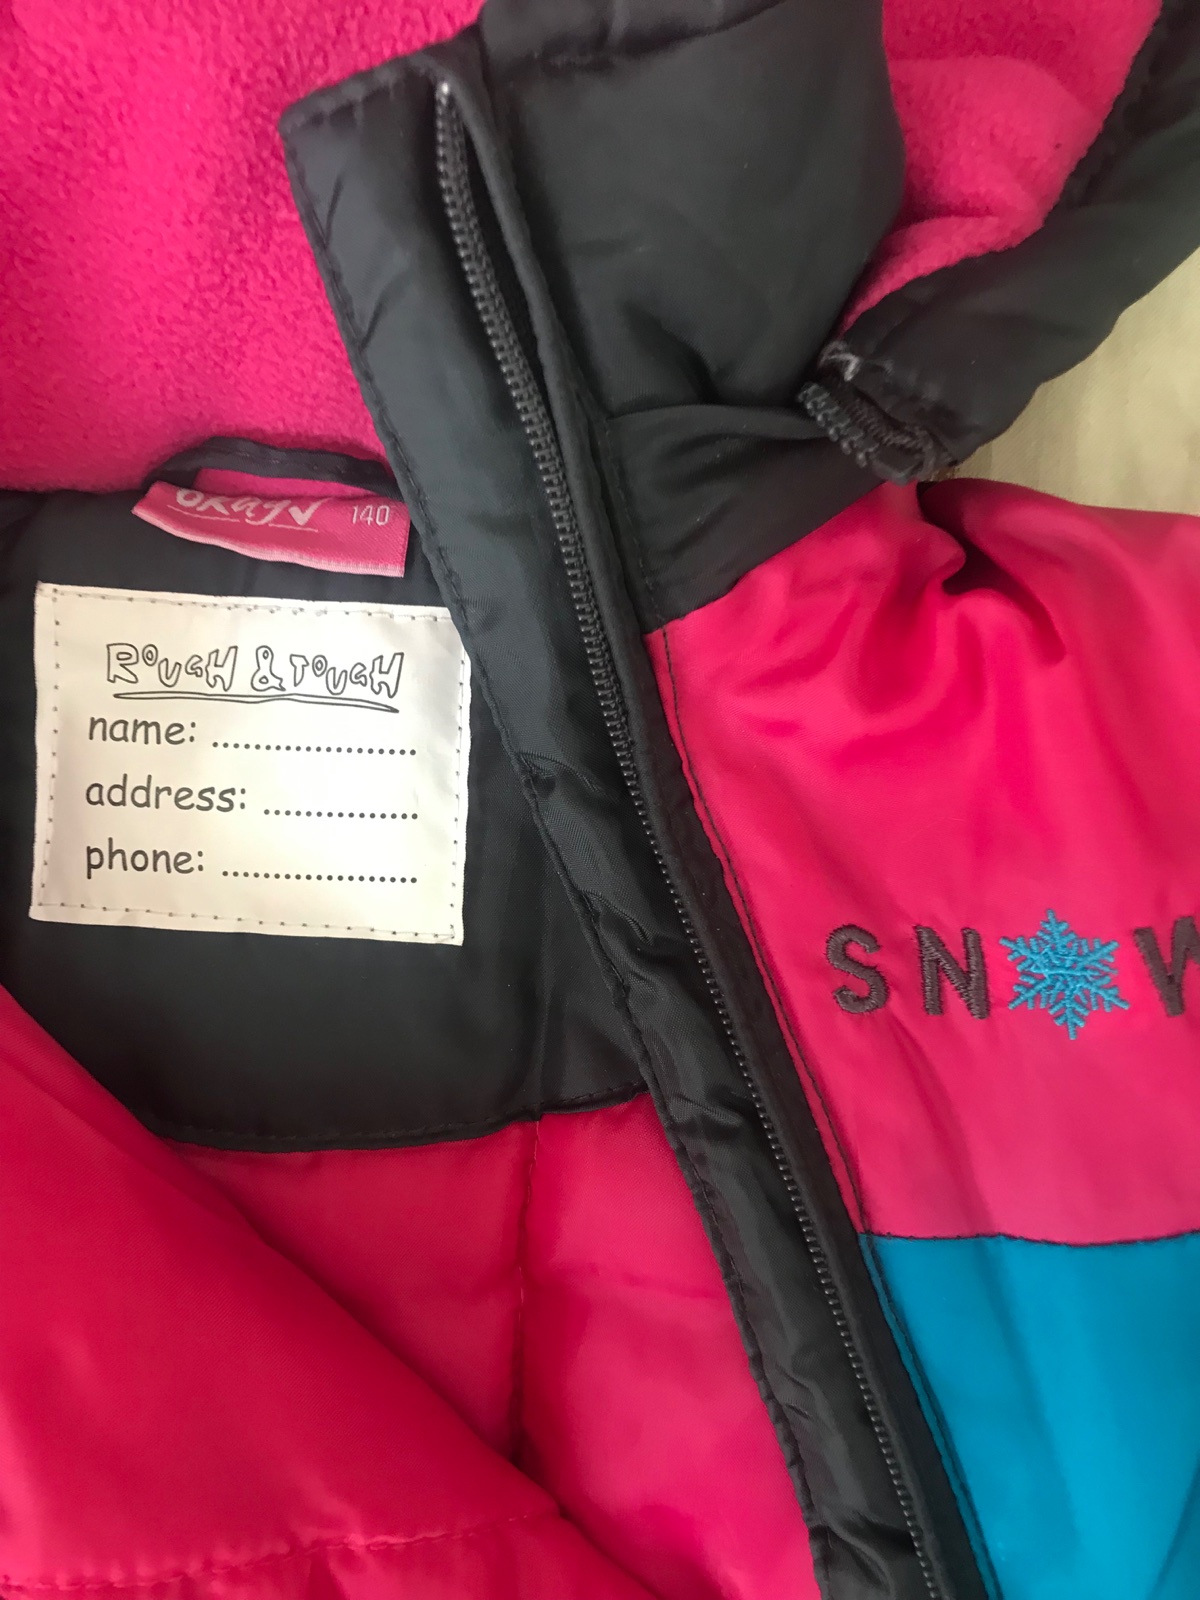 okay 140
ROUGH & TOUGH
name: ....................
address: ...............
phone: ...................
SN W